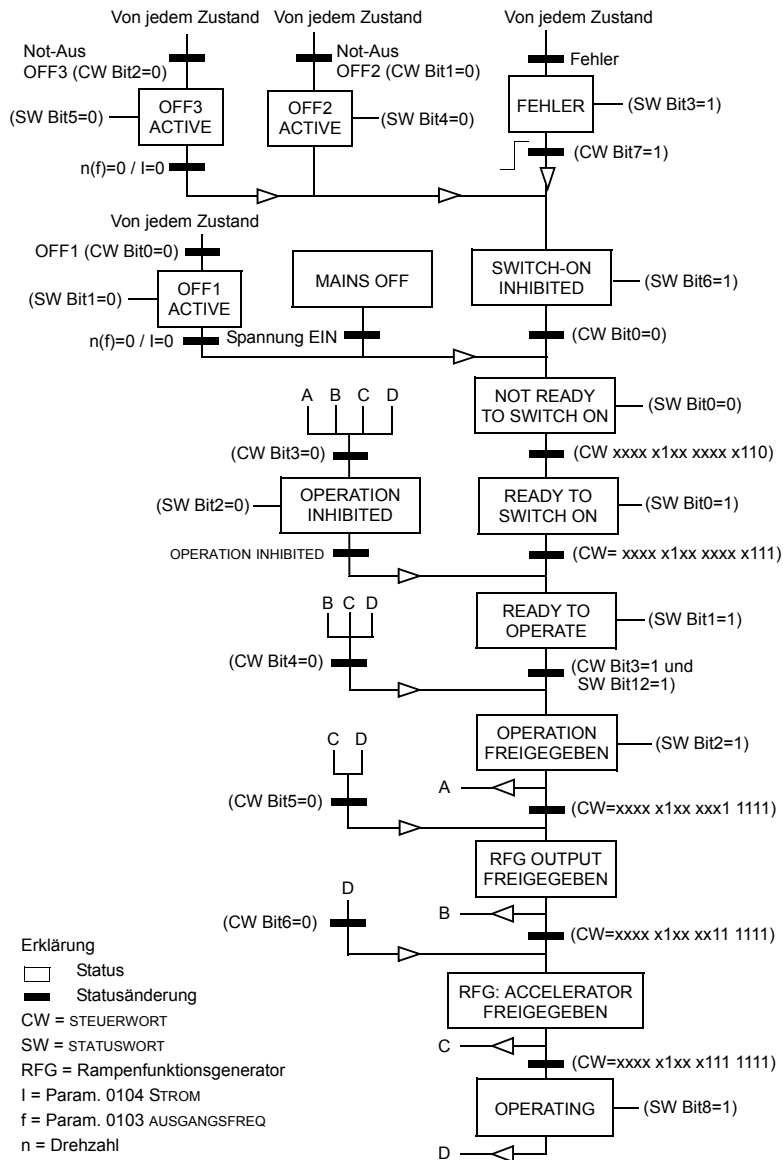 Von jedem Zustand
Von jedem Zustand
Von jedem Zustand
Not-Aus
OFF3 (CW Bit2=0)
Not-Aus
OFF2 (CW Bit1=0)
Fehler
(SW Bit5=0)
OFF3
ACTIVE
OFF2
ACTIVE
(SW Bit4=0)
FEHLER
(SW Bit3=1)
n(f)=0 / I=0
(CW Bit7=1)
Von jedem Zustand
OFF1 (CW Bit0=0)
(SW Bit1=0)
OFF1
ACTIVE
MAINS OFF
SWITCH-ON
INHIBITED
(SW Bit6=1)
n(f)=0 / I=0
Spannung EIN
(CW Bit0=0)
NOT READY
TO SWITCH ON
(SW Bit0=0)
A B C D
(CW Bit3=0)
(CW xxxx x1xx xxxx x110)
(SW Bit2=0)
OPERATION
INHIBITED
READY TO
SWITCH ON
(SW Bit0=1)
OPERATION INHIBITED
(CW= xxxx x1xx xxxx x111)
B C D
READY TO
OPERATE
(SW Bit1=1)
(CW Bit4=0)
(CW Bit3=1 und
SW Bit12=1)
C D
OPERATION
FREIGEGEBEN
(SW Bit2=1)
A
(CW Bit5=0)
(CW=xxxx x1xx xxx1 1111)
RFG OUTPUT
FREIGEGEBEN
D
B
(CW Bit6=0)
(CW=xxxx x1xx xx11 1111)
RFG: ACCELERATOR
FREIGEGEBEN
C
(CW=xxxx x1xx x111 1111)
OPERATING
(SW Bit8=1)
D
Erklärung
Status
Statusänderung
CW = STEUERWORT
SW = STATUSWORT
RFG = Rampenfunktionsgenerator
I = Param. 0104 STROM
f = Param. 0103 AUSGANGSFREQ
n = Drehzahl